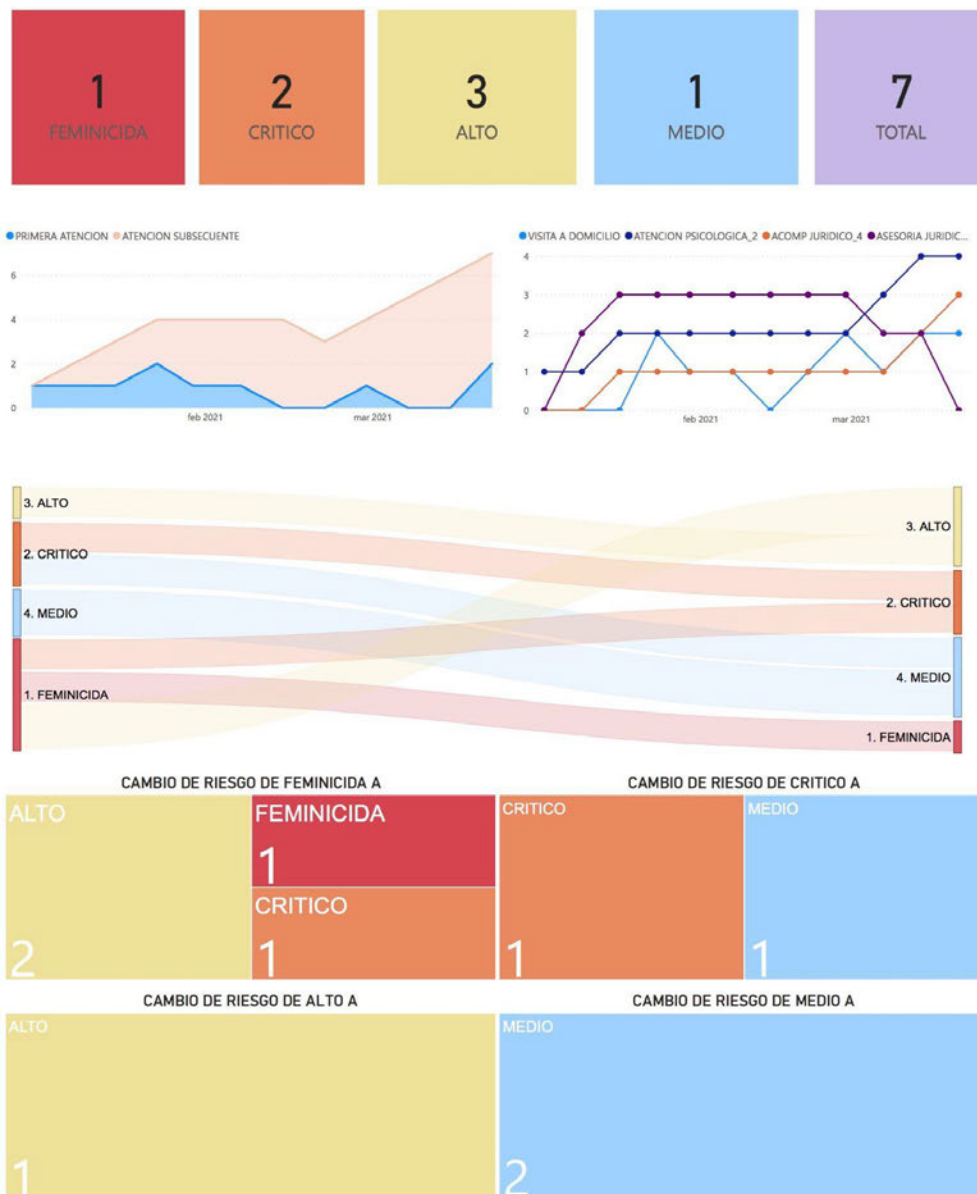 1
FEMINICIDA
2
CRITICO
3
ALTO
1
MEDIO
7
TOTAL
PRIMERA ATENCION ATENCION SUBSECUENTE
6
4
2
0
feb 2021 mar 2021
VISITA A DOMICILIO ATENCION PSICOLOGICA_2 ACOMP JURIDICO_4 ASESORIA JURIDIC...
4
3
2
1
0
feb 2021 mar 2021
3. ALTO
2. CRITICO
4. MEDIO
1. FEMINICIDA
3. ALTO
2. CRITICO
4. MEDIO
1. FEMINICIDA
CAMBIO DE RIESGO DE FEMINICIDA A
ALTO
2
FEMINICIDA
1
CRITICO
1
CAMBIO DE RIESGO DE CRITICO A
CRITICO
1
MEDIO
1
CAMBIO DE RIESGO DE ALTO A
ALTO
1
CAMBIO DE RIESGO DE MEDIO A
MEDIO
2